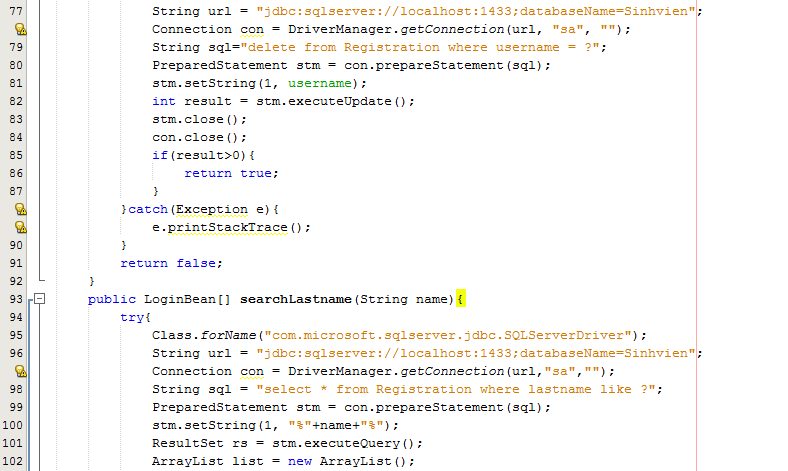 77 String url = "jdbc:sqlserver://localhost:1433;databaseName=Sinhvien";
Connection con = DriverManager.getConnection(url, "sa", "");
79 String sql="delete from Registration where username = ?";
80 PreparedStatement stm = con.prepareStatement(sql);
81 stm.setString(1, username);
82 int result = stm.executeUpdate();
83 stm.close();
84 con.close();
85 if(result>0){
86 return true;
87 }
}catch(Exception e){
e.printStackTrace();
90 }
91 return false;
92 }
93 public LoginBean[] searchLastname(String name){
94 try{
95 Class.forName("com.microsoft.sqlserver.jdbc.SQLServerDriver");
96 String url = "jdbc:sqlserver://localhost:1433;databaseName=Sinhvien";
Connection con = DriverManager.getConnection(url,"sa","");
98 String sql = "select * from Registration where lastname like ?";
99 PreparedStatement stm = con.prepareStatement(sql);
100 stm.setString(1, "%"+name+"%");
101 ResultSet rs = stm.executeQuery();
102 ArrayList list = new ArrayList();